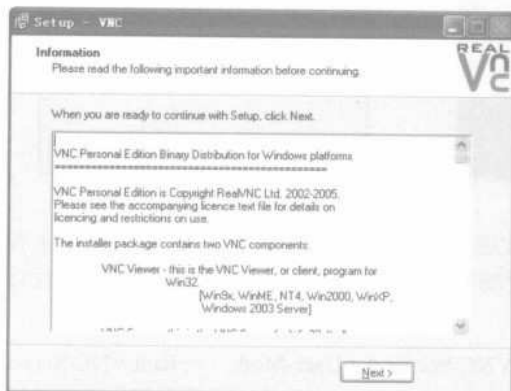 Setup - VNC
Information
Please read the following important information before continuing.
REAL
Vnc
When you are ready to continue with Setup, click Next.
VNC Personal Edition Binary Distribution for Windows platforms
VNC Personal Edition is Copyright RealVNC Ltd. 2002-2005.
Please see the accompanying licence text file for details on
licencing and restrictions on use.
The installer package contains two VNC components:
VNC Viewer - this is the VNC Viewer, or client, program for
Win32
[Win9x, WinME, NT4, Win2000, WinXP,
Windows 2003 Server]
Next >